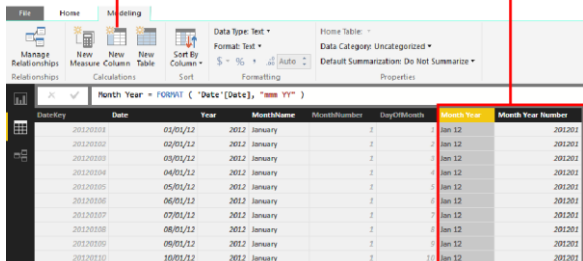 File Home Modeling
Data Type: Text Home Table:
Format: Text Data Category: Uncategorized
$ % , .00 Auto Default Summarization: Do Not Summarize
Manage Relationships New Measure New Column New Table Sort By Column
Relationships Calculations Sort Formatting Properties
Month Year = FORMAT ( 'Date'[Date], "mmm YY" )
DateKey Date Year MonthName MonthNumber DayOfMonth Month Year Month Year Number
20120101 01/01/12 2012 January 1 1 Jan 12 201201
20120102 02/01/12 2012 January 1 2 Jan 12 201201
20120103 03/01/12 2012 January 1 3 Jan 12 201201
20120104 04/01/12 2012 January 1 4 Jan 12 201201
20120105 05/01/12 2012 January 1 5 Jan 12 201201
20120106 06/01/12 2012 January 1 6 Jan 12 201201
20120107 07/01/12 2012 January 1 7 Jan 12 201201
20120108 08/01/12 2012 January 1 8 Jan 12 201201
20120109 09/01/12 2012 January 1 9 Jan 12 201201
20120110 10/01/12 2012 January 1 10 Jan 12 201201